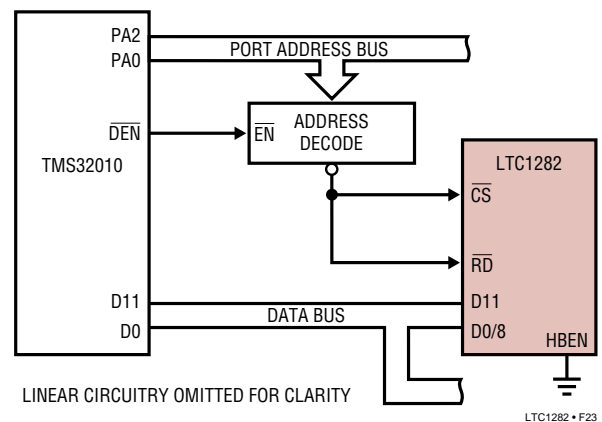 PA2
PORT ADDRESS BUS
PA0
DEN
EN
ADDRESS
DECODE
TMS32010
LTC1282
CS
RD
D11
D11
DATA BUS
D0
D0/8
HBEN
LINEAR CIRCUITRY OMITTED FOR CLARITY
LTC1282 • F23